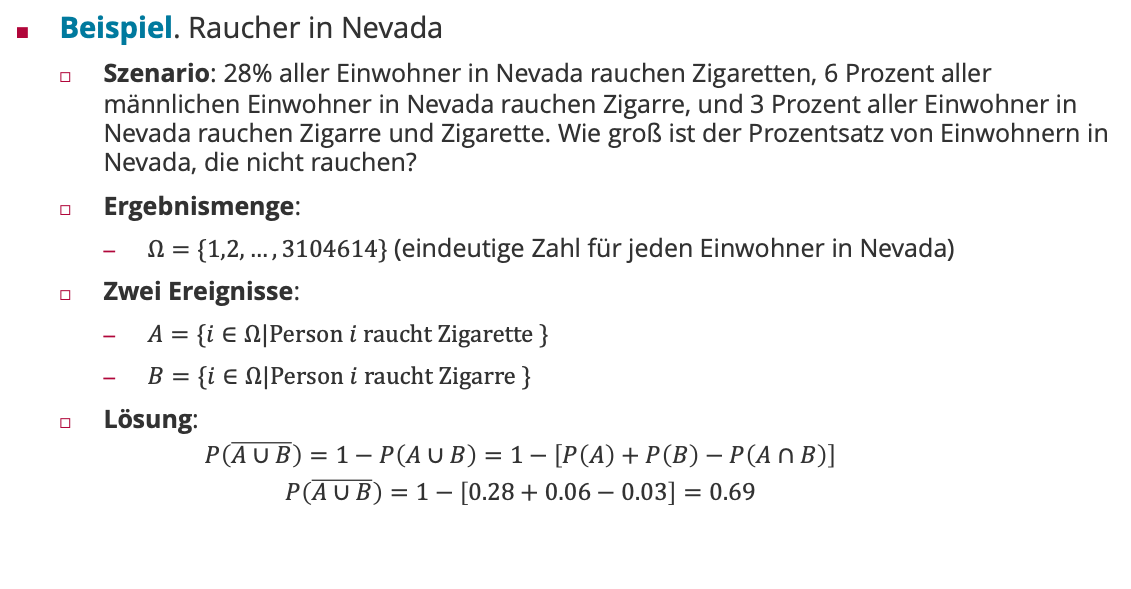 Beispiel. Raucher in Nevada
Szenario: 28% aller Einwohner in Nevada rauchen Zigaretten, 6 Prozent aller
männlichen Einwohner in Nevada rauchen Zigarre, und 3 Prozent aller Einwohner in
Nevada rauchen Zigarre und Zigarette. Wie groß ist der Prozentsatz von Einwohnern in
Nevada, die nicht rauchen?
Ergebnismenge:
– Ω = {1,2, … , 3104614} (eindeutige Zahl für jeden Einwohner in Nevada)
Zwei Ereignisse:
– A = {i ∈ Ω|Person i raucht Zigarette }
– B = {i ∈ Ω|Person i raucht Zigarre }
Lösung:
P(A̅ ̅∪̅ ̅B̅) = 1 − P(A ∪ B) = 1 − [P(A) + P(B) − P(A ∩ B)]
P(A̅ ̅∪̅ ̅B̅) = 1 − [0.28 + 0.06 − 0.03] = 0.69